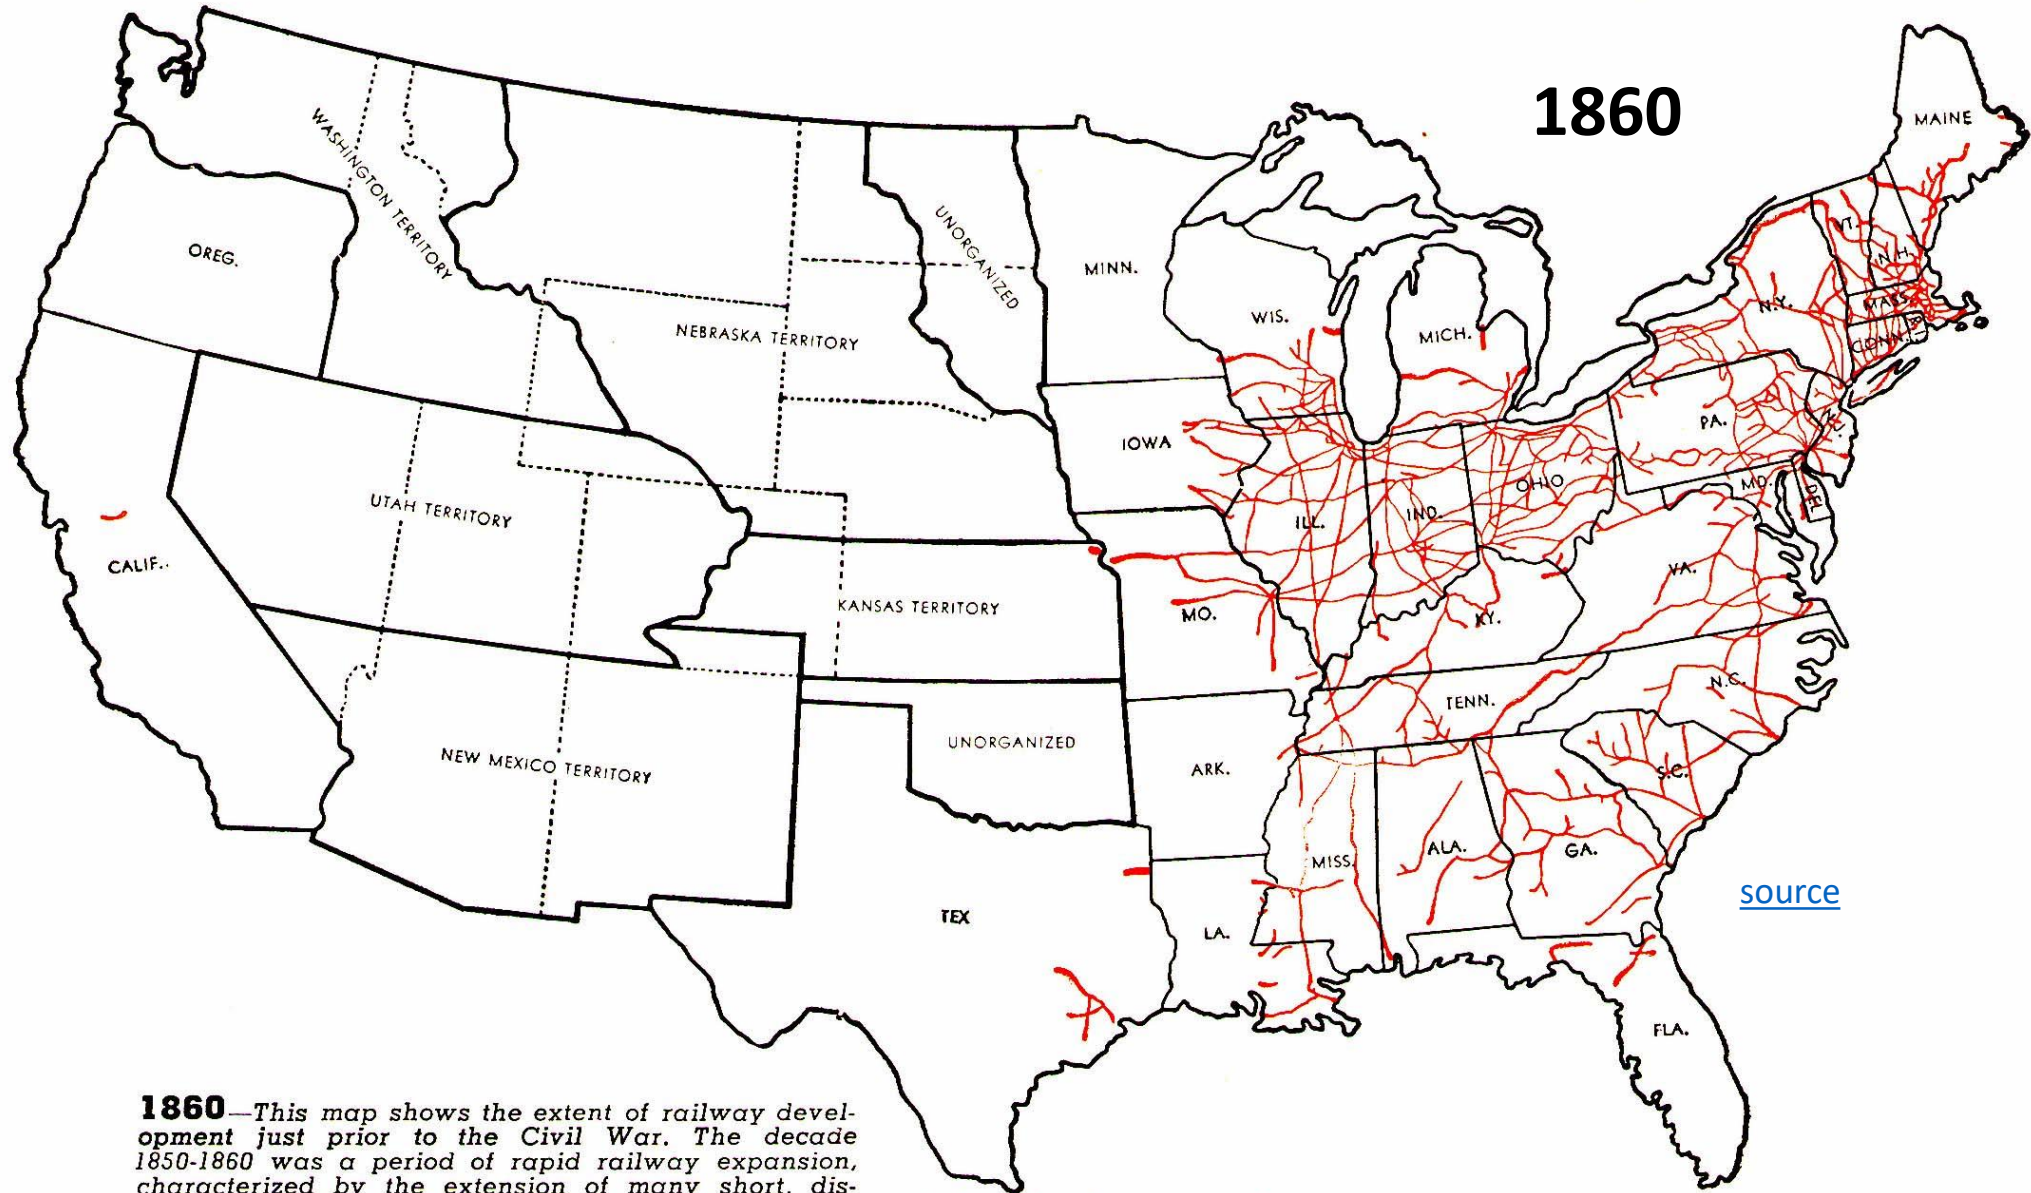 1860
MAINE
WASHINGTON TERRITORY
VT.
UNORGANIZED
OREG.
N.H.
MINN.
MASS.
N.Y.
WIS.
R.I.
NEBRASKA TERRITORY
MICH.
CONN.
PA.
N.J.
IOWA
OHIO
MD.
DEL.
UTAH TERRITORY
ILL.
IND.
CALIF..
VA.
KANSAS TERRITORY
MO.
KY.
N.C.
TENN.
UNORGANIZED
NEW MEXICO TERRITORY
ARK.
S.C.
MISS.
ALA.
GA.
source
TEX
LA.
FLA.
1860—This map shows the extent of railway devel-
opment just prior to the Civil War. The decade
1850-1860 was a period of rapid railway expansion,
characterized by the extension of many short, dis-